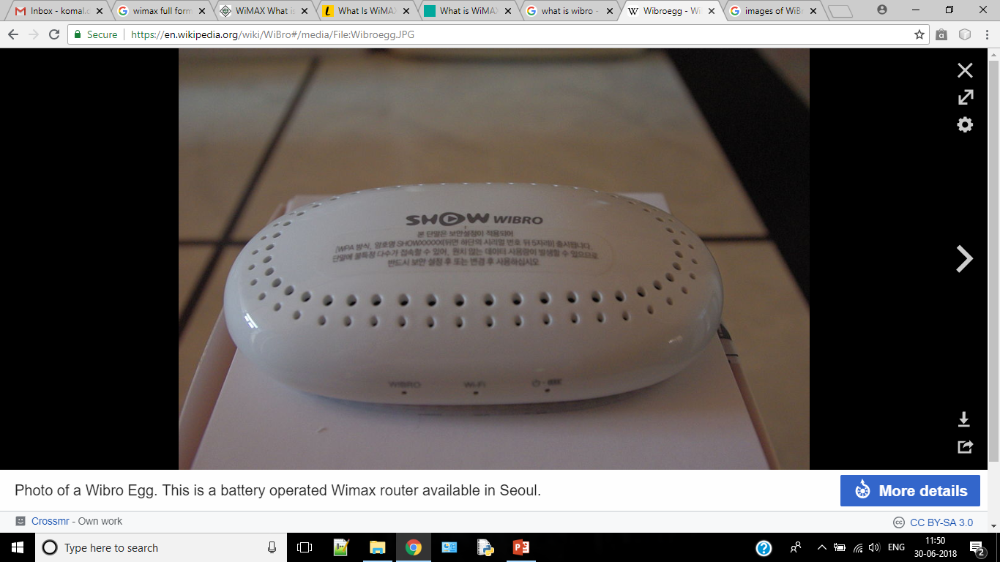 Inbox - komal.c
wimax full form
WiMAX What is
What Is WiMAX
What is WiMAX
what is wibro -
Wibroegg - Wi
images of WiBr
Secure
https://en.wikipedia.org/wiki/WiBro#/media/File:Wibroegg.JPG
SHOW WIBRO
본 단말은 보안설정이 적용되어
[WPA 방식, 암호명:SHOWXXXXX(뒷면 하단의 시리얼 번호 뒤 5자리)] 출시됩니다.
단말에 불특정 다수가 접속할 수 있어, 원치 않는 데이터 사용량이 발생할 수 있으므로
반드시 보안 설정 후 또는 변경 후 사용하십시오
WIBRO Wi-Fi
Photo of a Wibro Egg. This is a battery operated Wimax router available in Seoul.
More details
Crossmr - Own work
CC BY-SA 3.0
Type here to search
ENG
11:50
30-06-2018
2